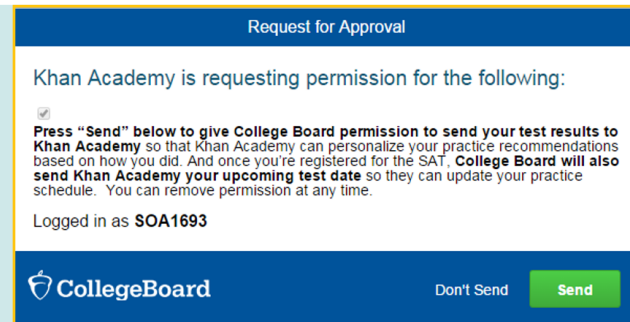 Request for Approval
Khan Academy is requesting permission for the following:
Press “Send” below to give College Board permission to send your test results to
Khan Academy so that Khan Academy can personalize your practice recommendations
based on how you did. And once you're registered for the SAT, College Board will also
send Khan Academy your upcoming test date so they can update your practice
schedule.  You can remove permission at any time.
Logged in as SOA1693
CollegeBoard
Don't Send
Send